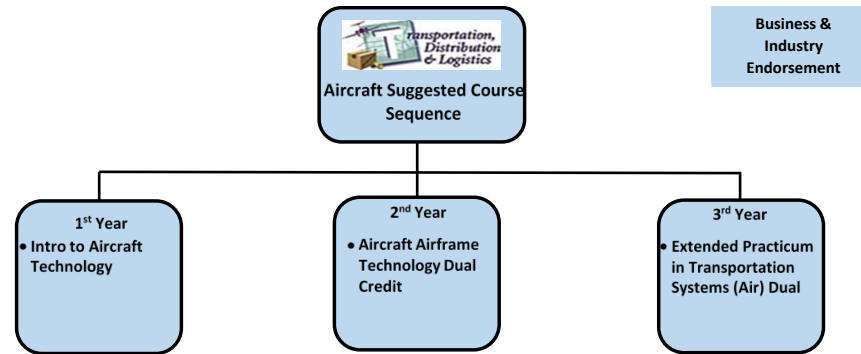 Transportation,
Distribution
& Logistics
Aircraft Suggested Course
Sequence
Business &
Industry
Endorsement
1st Year
• Intro to Aircraft
Technology
2nd Year
• Aircraft Airframe
Technology Dual
Credit
3rd Year
• Extended Practicum
in Transportation
Systems (Air) Dual